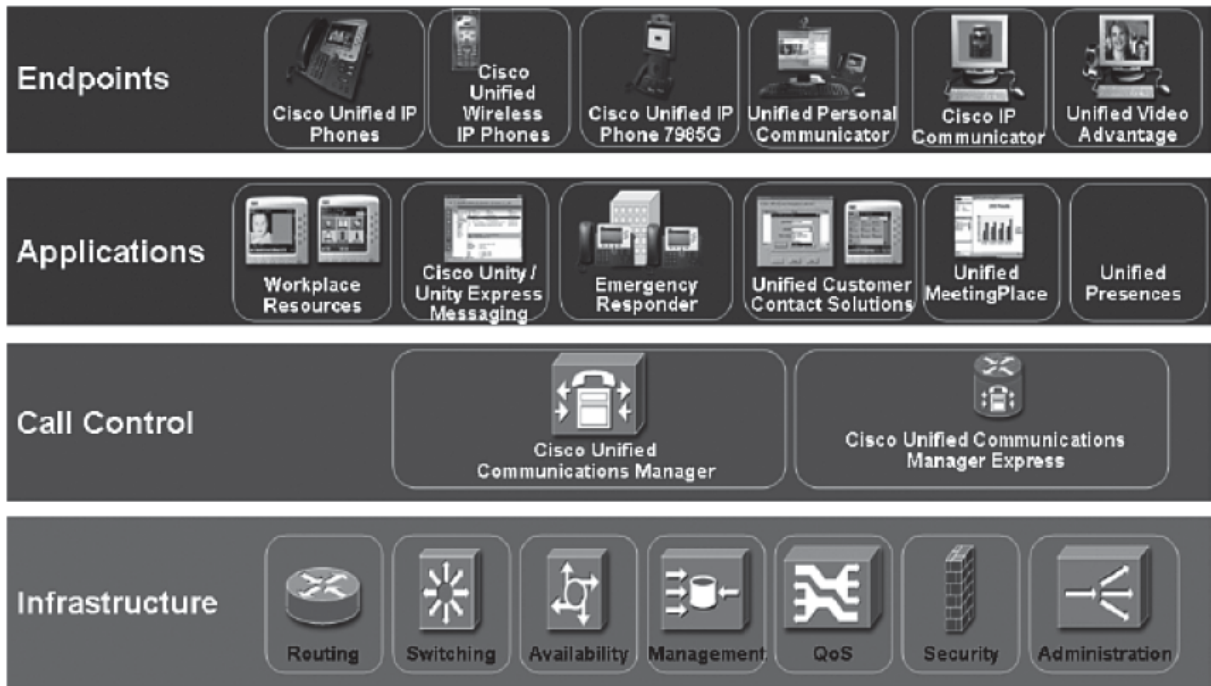 Endpoints
Cisco Unified IP
Phones
Cisco
Unified
Wireless
IP Phones
Cisco Unified IP
Phone 7985G
Unified Personal
Communicator
Cisco IP
Communicator
Unified Video
Advantage
Applications
Workplace
Resources
Cisco Unity /
Unity Express
Messaging
Emergency
Responder
Unified Customer
Contact Solutions
Unified
MeetingPlace
Unified
Presences
Call Control
Cisco Unified
Communications Manager
Cisco Unified Communications
Manager Express
Infrastructure
Routing
Switching
Availability
Management
QoS
Security
Administration